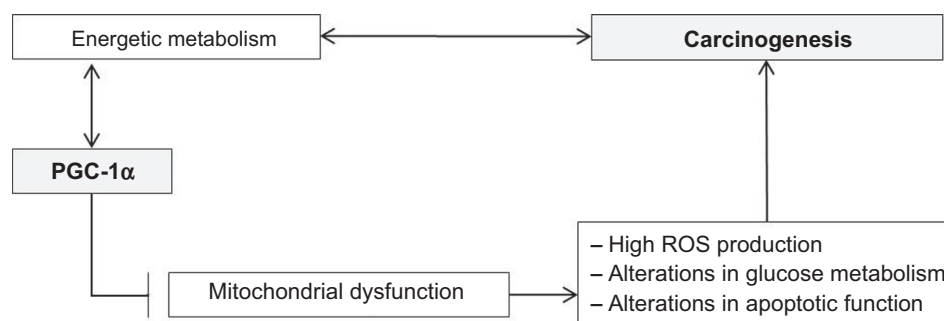 Energetic metabolism
Carcinogenesis
PGC-1α
Mitochondrial dysfunction
– High ROS production
– Alterations in glucose metabolism
– Alterations in apoptotic function